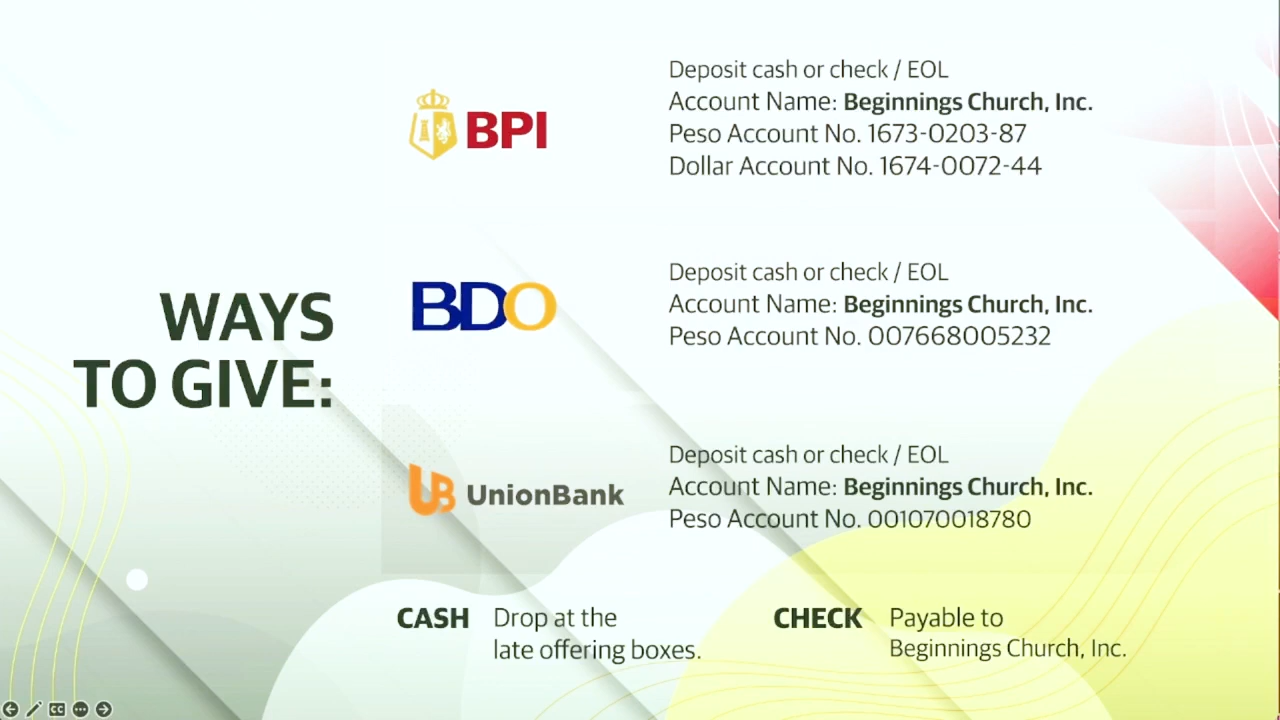 WAYS
TO GIVE:
BPI
Deposit cash or check / EOL
Account Name: Beginnings Church, Inc.
Peso Account No. 1673-0203-87
Dollar Account No. 1674-0072-44
BDO
Deposit cash or check / EOL
Account Name: Beginnings Church, Inc.
Peso Account No. 007668005232
UB UnionBank
Deposit cash or check / EOL
Account Name: Beginnings Church, Inc.
Peso Account No. 001070018780
CASH
Drop at the
late offering boxes.
CHECK
Payable to
Beginnings Church, Inc.
CC